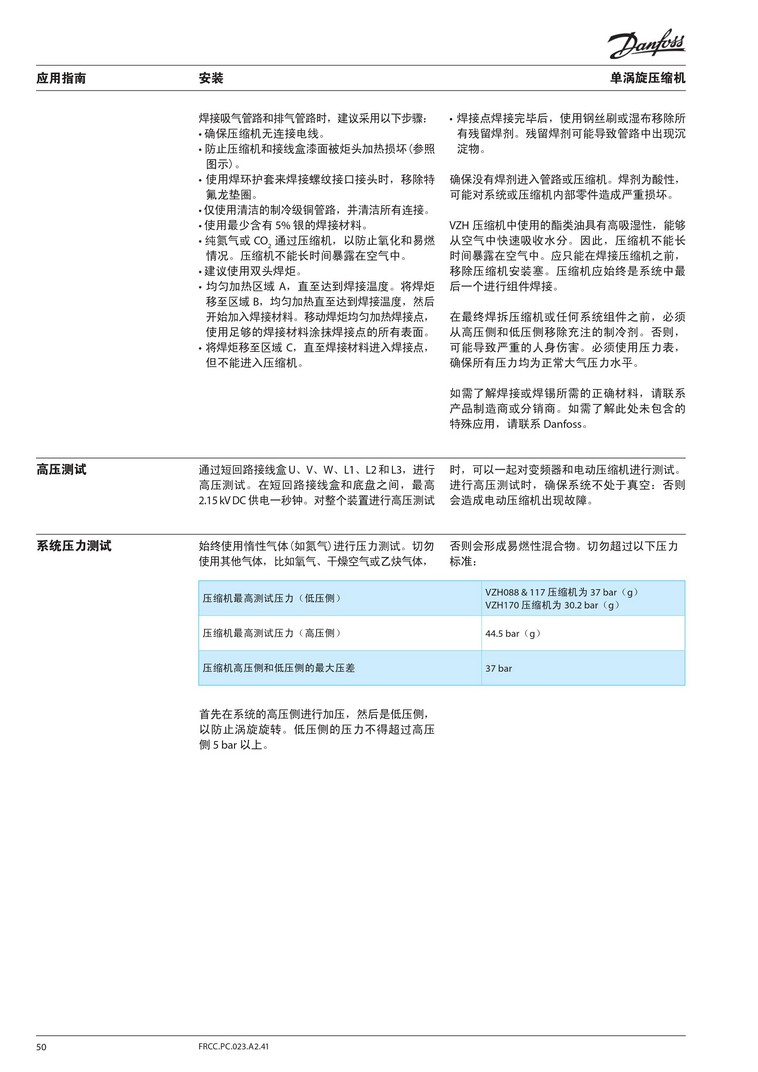 Danfoss
应用指南
安装
单涡旋压缩机
焊接吸气管路和排气管路时，建议采用以下步骤：
• 确保压缩机无连接电线。
• 防止压缩机和接线盒漆面被炬头加热损坏（参照
图示）。
• 使用焊环护套来焊接螺纹接口接头时，移除特
氟龙垫圈。
• 仅使用清洁的制冷级铜管路，并清洁所有连接。
• 使用最少含有 5% 银的焊接材料。
• 纯氮气或 CO2 通过压缩机，以防止氧化和易燃
情况。压缩机不能长时间暴露在空气中。
• 建议使用双头焊炬。
• 均匀加热区域 A，直至达到焊接温度。将焊炬
移至区域 B，均匀加热直至达到焊接温度，然后
开始加入焊接材料。移动焊炬均匀加热焊接点，
使用足够的焊接材料涂抹焊接点的所有表面。
• 将焊炬移至区域 C，直至焊接材料进入焊接点，
但不能进入压缩机。
• 焊接点焊接完毕后，使用钢丝刷或湿布移除所
有残留焊剂。残留焊剂可能导致管路中出现沉
淀物。
确保没有焊剂进入管路或压缩机。焊剂为酸性，
可能对系统或压缩机内部零件造成严重损坏。
VZH 压缩机中使用的酯类油具有高吸湿性，能够
从空气中快速吸收水分。因此，压缩机不能长
时间暴露在空气中。应只能在焊接压缩机之前，
移除压缩机安装塞。压缩机应始终是系统中最
后一个进行组件焊接。
在最终焊拆压缩机或任何系统组件之前，必须
从高压侧和低压侧移除充注的制冷剂。否则，
可能导致严重的人身伤害。必须使用压力表，
确保所有压力均为正常大气压力水平。
如需了解焊接或焊锡所需的正确材料，请联系
产品制造商或分销商。如需了解此处未包含的
特殊应用，请联系 Danfoss。
高压测试
通过短回路接线盒 U、V、W、L1、L2 和 L3，进行
高压测试。在短回路接线盒和底盘之间，最高
2.15 kV DC 供电一秒钟。对整个装置进行高压测试
时，可以一起对变频器和电动压缩机进行测试。
进行高压测试时，确保系统不处于真空：否则
会造成电动压缩机出现故障。
系统压力测试
始终使用惰性气体（如氮气）进行压力测试。切勿
使用其他气体，比如氧气、干燥空气或乙炔气体，
否则会形成易燃性混合物。切勿超过以下压力
标准：
压缩机最高测试压力（低压侧）
VZH088 & 117 压缩机为 37 bar（g）
VZH170 压缩机为 30.2 bar（g）
压缩机最高测试压力（高压侧）
44.5 bar（g）
压缩机高压侧和低压侧的最大压差
37 bar
首先在系统的高压侧进行加压，然后是低压侧，
以防止涡旋旋转。低压侧的压力不得超过高压
侧 5 bar 以上。
50
FRCC.PC.023.A2.41